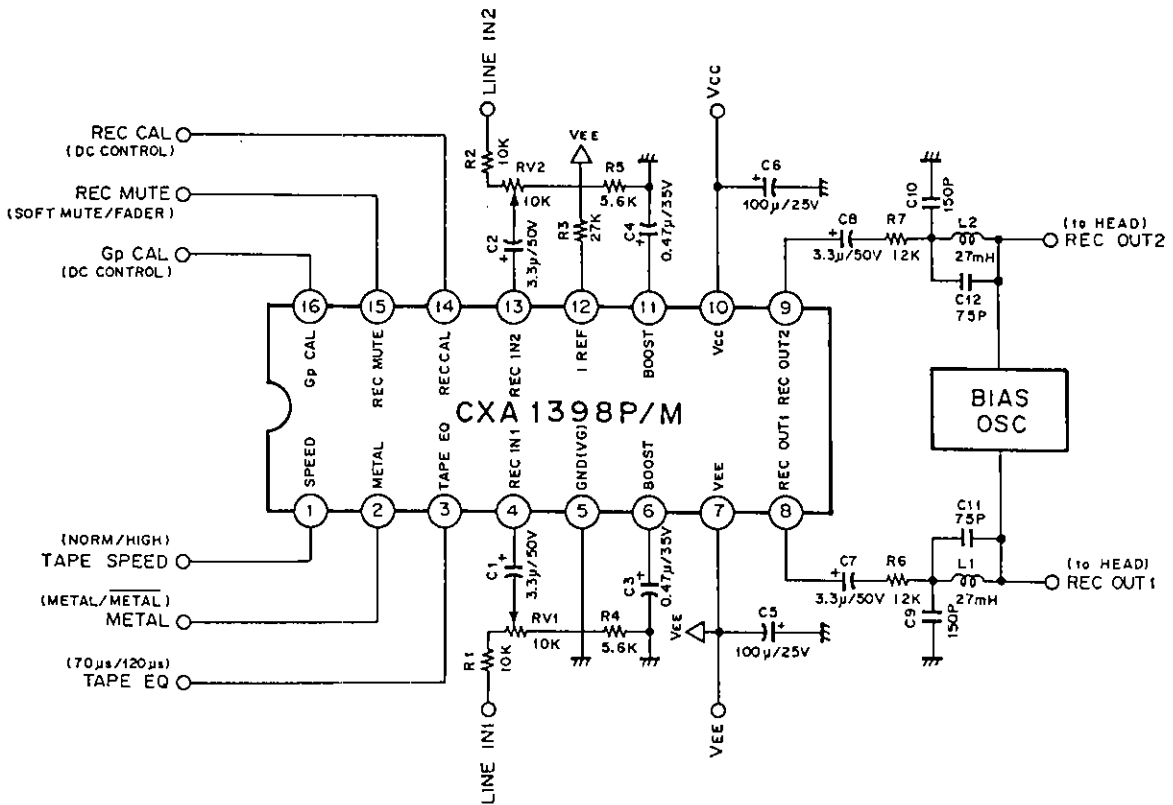 LINE IN2
VCC
REC CAL
(DC CONTROL)
REC MUTE
(SOFT MUTE/FADER)
Gp CAL
(DC CONTROL)
R2
10K
RV2
10K
VEE
R3
27K
R5
5.6K
C2
3.3μ/50V
C4
0.47μ/35V
C6
100μ/25V
C8
3.3μ/50V
R7
12K
C10
150P
L2
27mH
C12
75P
(to HEAD)
REC OUT2
16
15
14
13
12
11
10
9
Gp CAL
REC MUTE
REC CAL
REC IN2
I REF
BOOST
VCC
REC OUT2
CXA1398P/M
BIAS
OSC
SPEED
METAL
TAPE EQ
REC IN1
GND(VG)
BOOST
VEE
REC OUT1
1
2
3
4
5
6
7
8
(NORM/HIGH)
TAPE SPEED
(METAL/METAL)
METAL
(70μs/120μs)
TAPE EQ
C1
3.3μ/50V
R1
10K
RV1
10K
R4
5.6K
C3
0.47μ/35V
VEE
C5
100μ/25V
C7
3.3μ/50V
R6
12K
C9
150P
C11
75P
L1
27mH
(to HEAD)
REC OUT1
LINE IN1
VEE